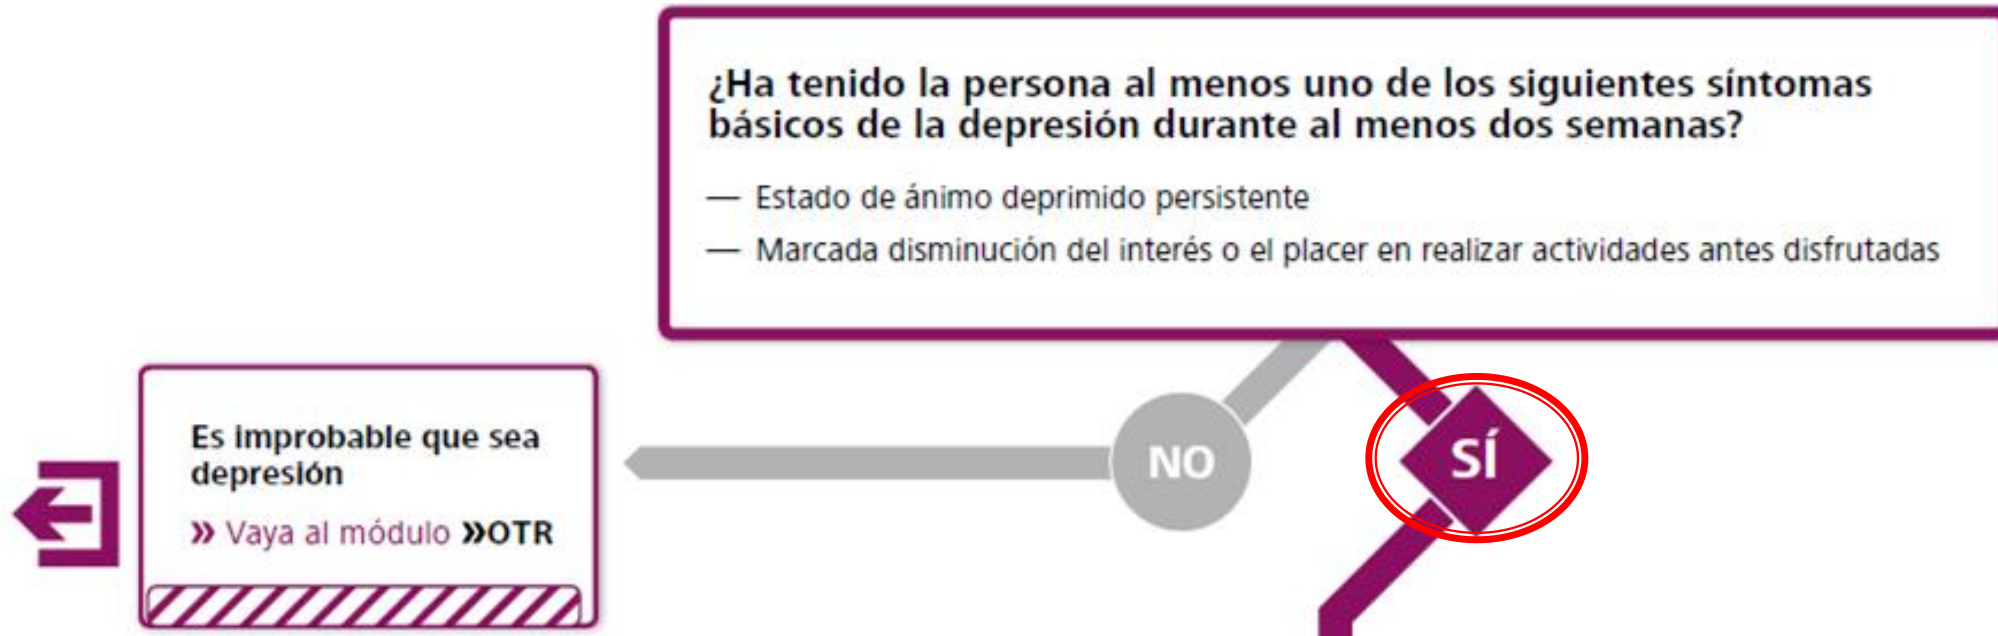 ¿Ha tenido la persona al menos uno de los siguientes síntomas
básicos de la depresión durante al menos dos semanas?
— Estado de ánimo deprimido persistente
— Marcada disminución del interés o el placer en realizar actividades antes disfrutadas
NO
SÍ
Es improbable que sea
depresión
» Vaya al módulo »OTR